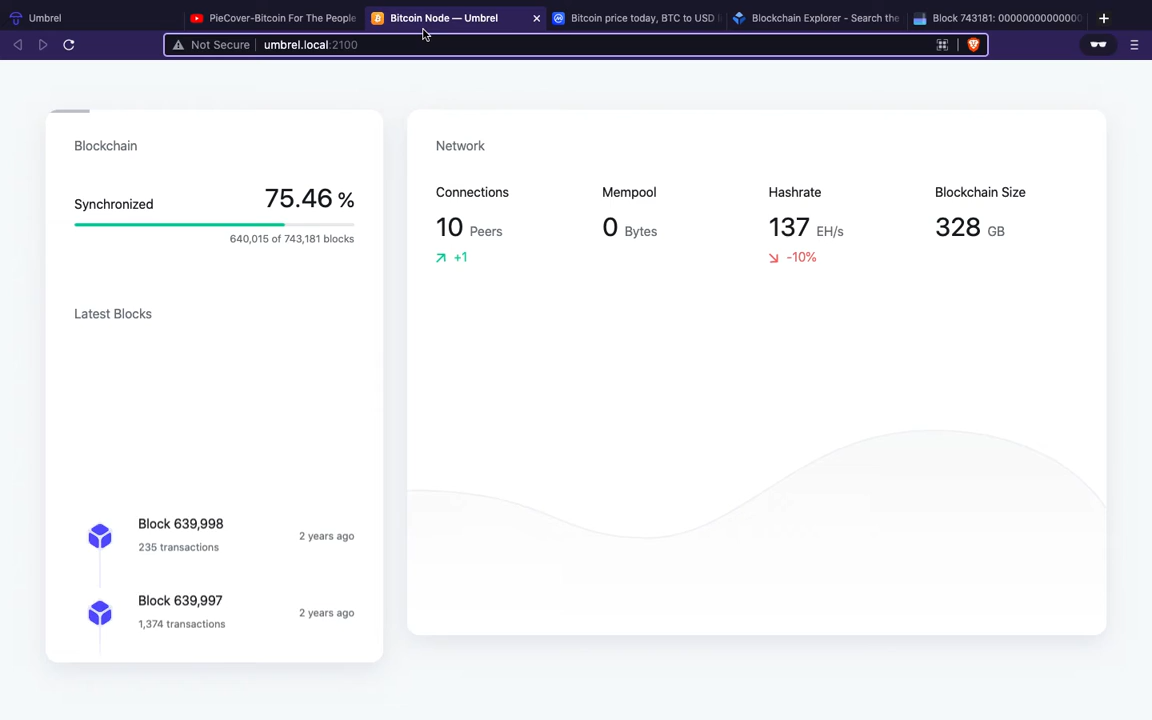 Umbrel
PieCover-Bitcoin For The People
Bitcoin Node — Umbrel
Bitcoin price today, BTC to USD
Blockchain Explorer - Search the
Block 743181: 00000000000000
Not Secure
umbrel.local:2100
Blockchain
Synchronized
75.46 %
640,015 of 743,181 blocks
Latest Blocks
Block 639,998
235 transactions
2 years ago
Block 639,997
1,374 transactions
2 years ago
Network
Connections
10 Peers
+1
Mempool
0 Bytes
Hashrate
137 EH/s
-10%
Blockchain Size
328 GB